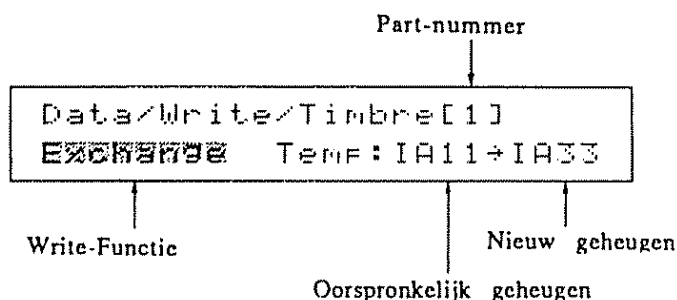 Part-nummer
Data/Write/Timbre[1]
Exchange Temp:IA11→IA33
Write-Functie
Nieuw geheugen
Oorspronkelijk geheugen